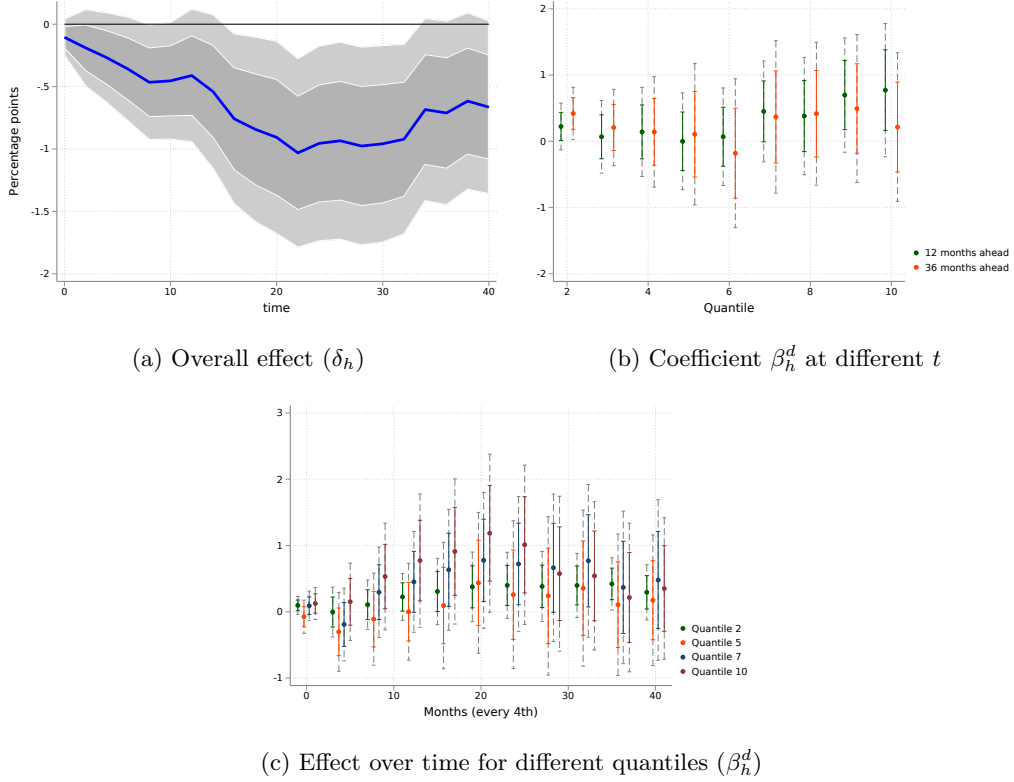 0
-.5
-1
-1.5
-2
Percentage points
0 10 20 30 40
time
(a) Overall effect (δ_h)
2
1
0
-1
-2
2 4 6 8 10
Quantile
12 months ahead
36 months ahead
(b) Coefficient β_h^d at different t
3
2
1
0
-1
0 10 20 30 40
Months (every 4th)
Quantile 2
Quantile 5
Quantile 7
Quantile 10
(c) Effect over time for different quantiles (β_h^d)